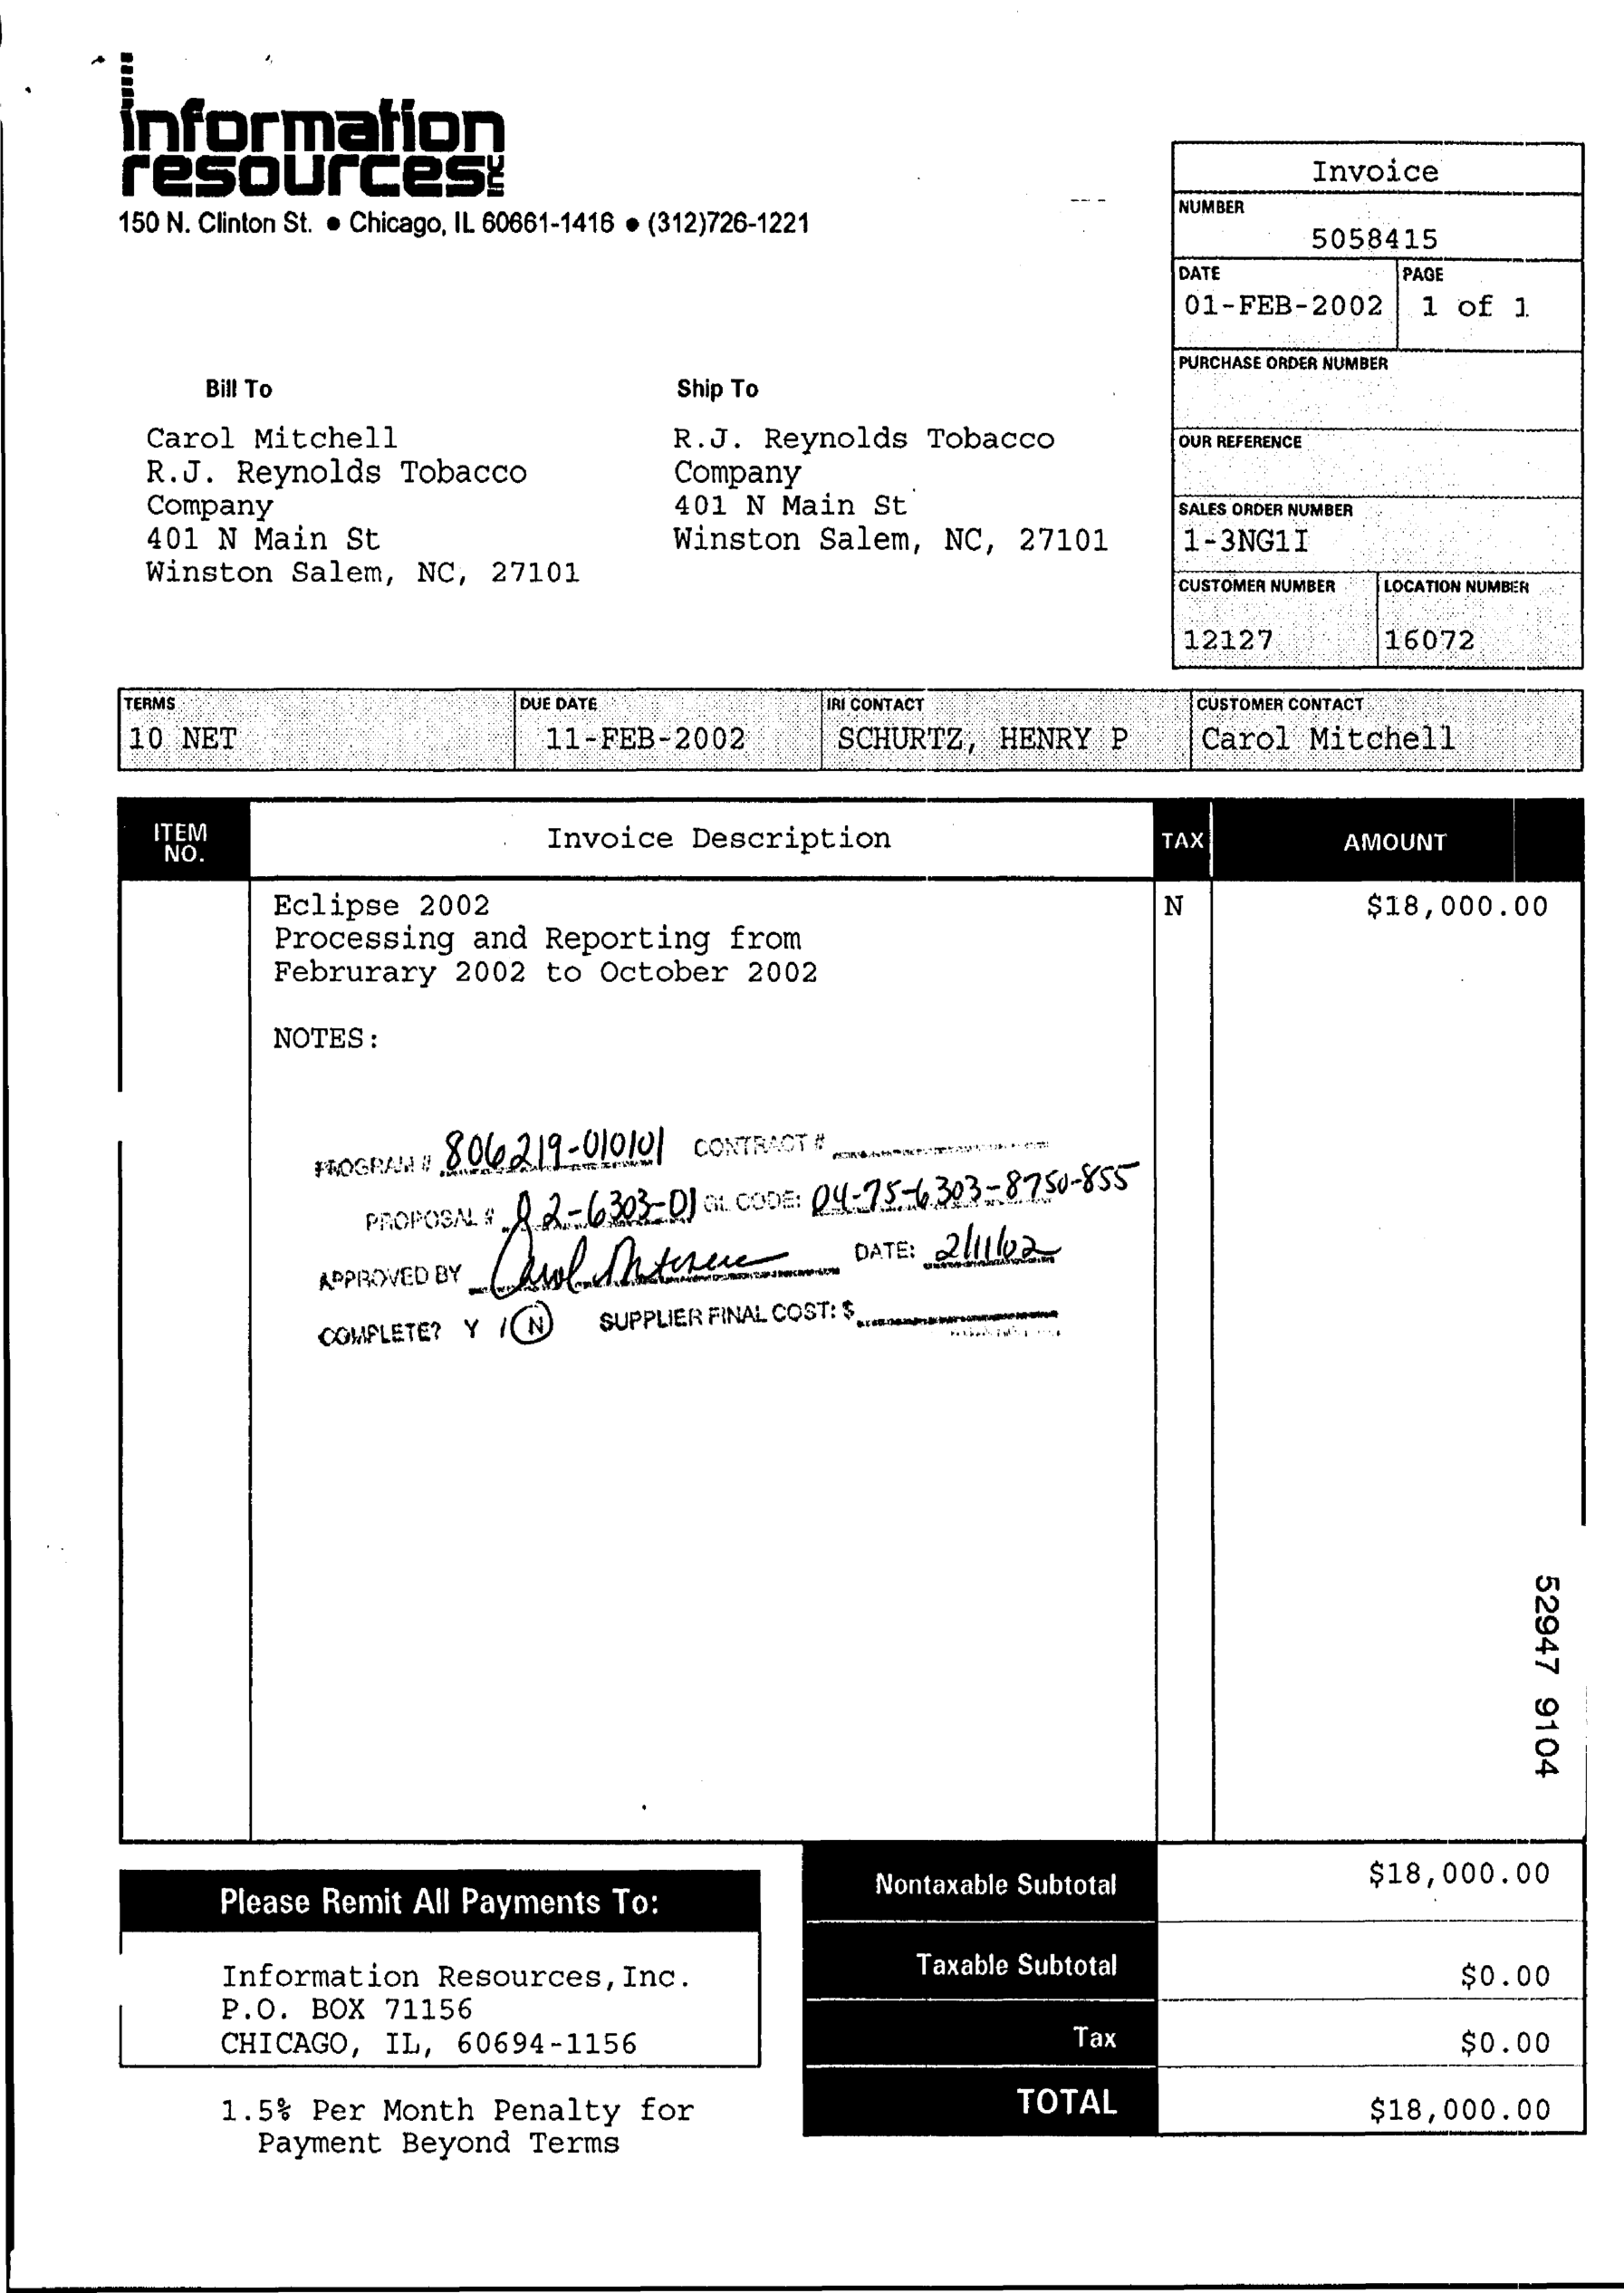 information
resources inc
150 N. Clinton St. ● Chicago, IL 60661-1416 ● (312)726-1221
Invoice
NUMBER
5058415
DATE PAGE
01-FEB-2002 1 of 1
PURCHASE ORDER NUMBER
OUR REFERENCE
SALES ORDER NUMBER
1-3NG1I
CUSTOMER NUMBER LOCATION NUMBER
12127 16072
Bill To
Carol Mitchell
R.J. Reynolds Tobacco
Company
401 N Main St
Winston Salem, NC, 27101
Ship To
R.J. Reynolds Tobacco
Company
401 N Main St
Winston Salem, NC, 27101
TERMS DUE DATE IRI CONTACT CUSTOMER CONTACT
10 NET 11-FEB-2002 SCHURTZ, HENRY P Carol Mitchell
ITEM NO. Invoice Description TAX AMOUNT
Eclipse 2002 N $18,000.00
Processing and Reporting from
Februrary 2002 to October 2002
NOTES:
PROGRAM # 806219-010101 CONTRACT #
PROPOSAL # 02-6303-01 GL CODE: 04-75-6303-8750-855
APPROVED BY Carol DATE: 2/11/02
COMPLETE? Y / N SUPPLIER FINAL COST: $
52947 9104
Nontaxable Subtotal $18,000.00
Taxable Subtotal $0.00
Tax $0.00
TOTAL $18,000.00
Please Remit All Payments To:
Information Resources,Inc.
P.O. BOX 71156
CHICAGO, IL, 60694-1156
1.5% Per Month Penalty for
Payment Beyond Terms